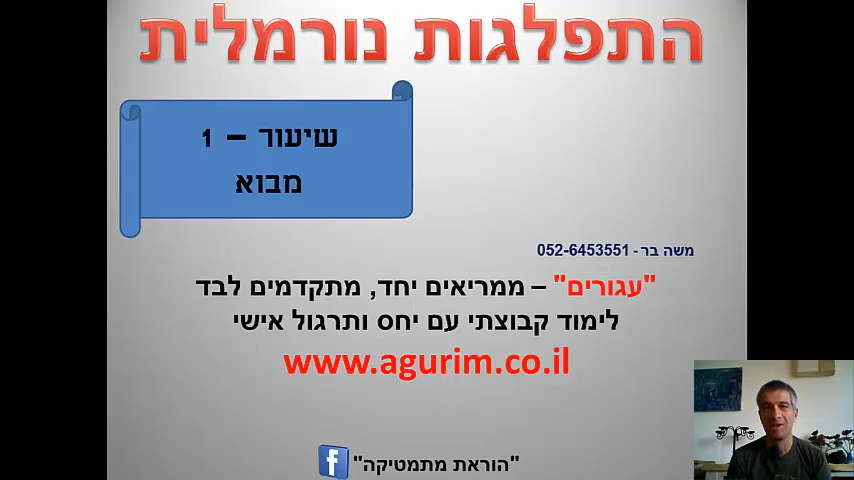 התפלגות נורמלית
שיעור – 1
מבוא
משה בר - 052-6453551
"עגורים" – ממריאים יחד, מתקדמים לבד
לימוד קבוצתי עם יחס ותרגול אישי
www.agurim.co.il
"הוראת מתמטיקה"